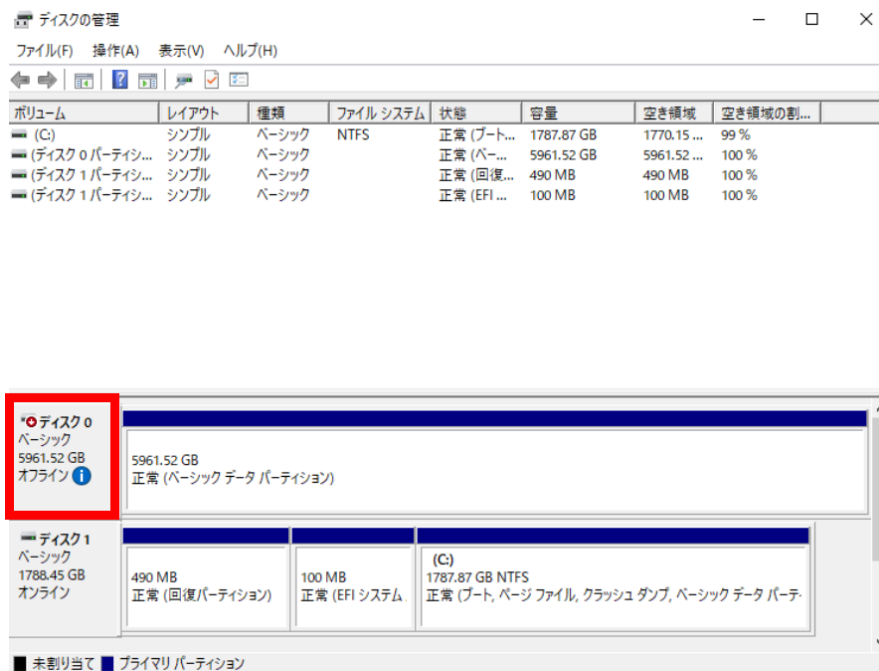 ディスクの管理
ファイル(F) 操作(A) 表示(V) ヘルプ(H)
ボリューム レイアウト 種類 ファイル システム 状態 容量 空き領域 空き領域の割...
(C:) シンプル ベーシック NTFS 正常 (ブート... 1787.87 GB 1770.15 ... 99 %
(ディスク 0 パーティシ... シンプル ベーシック 正常 (ベー... 5961.52 GB 5961.52 ... 100 %
(ディスク 1 パーティシ... シンプル ベーシック 正常 (回復... 490 MB 490 MB 100 %
(ディスク 1 パーティシ... シンプル ベーシック 正常 (EFI ... 100 MB 100 MB 100 %
ディスク 0
ベーシック
5961.52 GB
オフライン
5961.52 GB
正常 (ベーシック データ パーティション)
ディスク 1
ベーシック
1788.45 GB
オンライン
490 MB
正常 (回復パーティション)
100 MB
正常 (EFI システム
(C:)
1787.87 GB NTFS
正常 (ブート, ページ ファイル, クラッシュ ダンプ, ベーシック データ パーテ-
未割り当て プライマリ パーティション